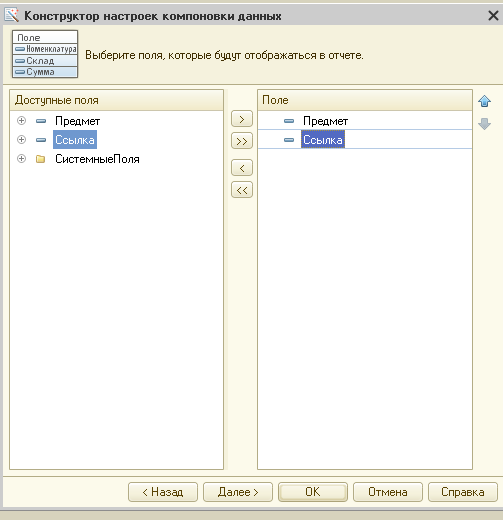 Конструктор настроек компоновки данных
Поле
Номенклатура
Склад
Сумма
Выберите поля, которые будут отображаться в отчете.
Доступные поля
Предмет
Ссылка
СистемныеПоля
>
>>
<
<<
Поле
Предмет
Ссылка
< Назад
Далее >
OK
Отмена
Справка